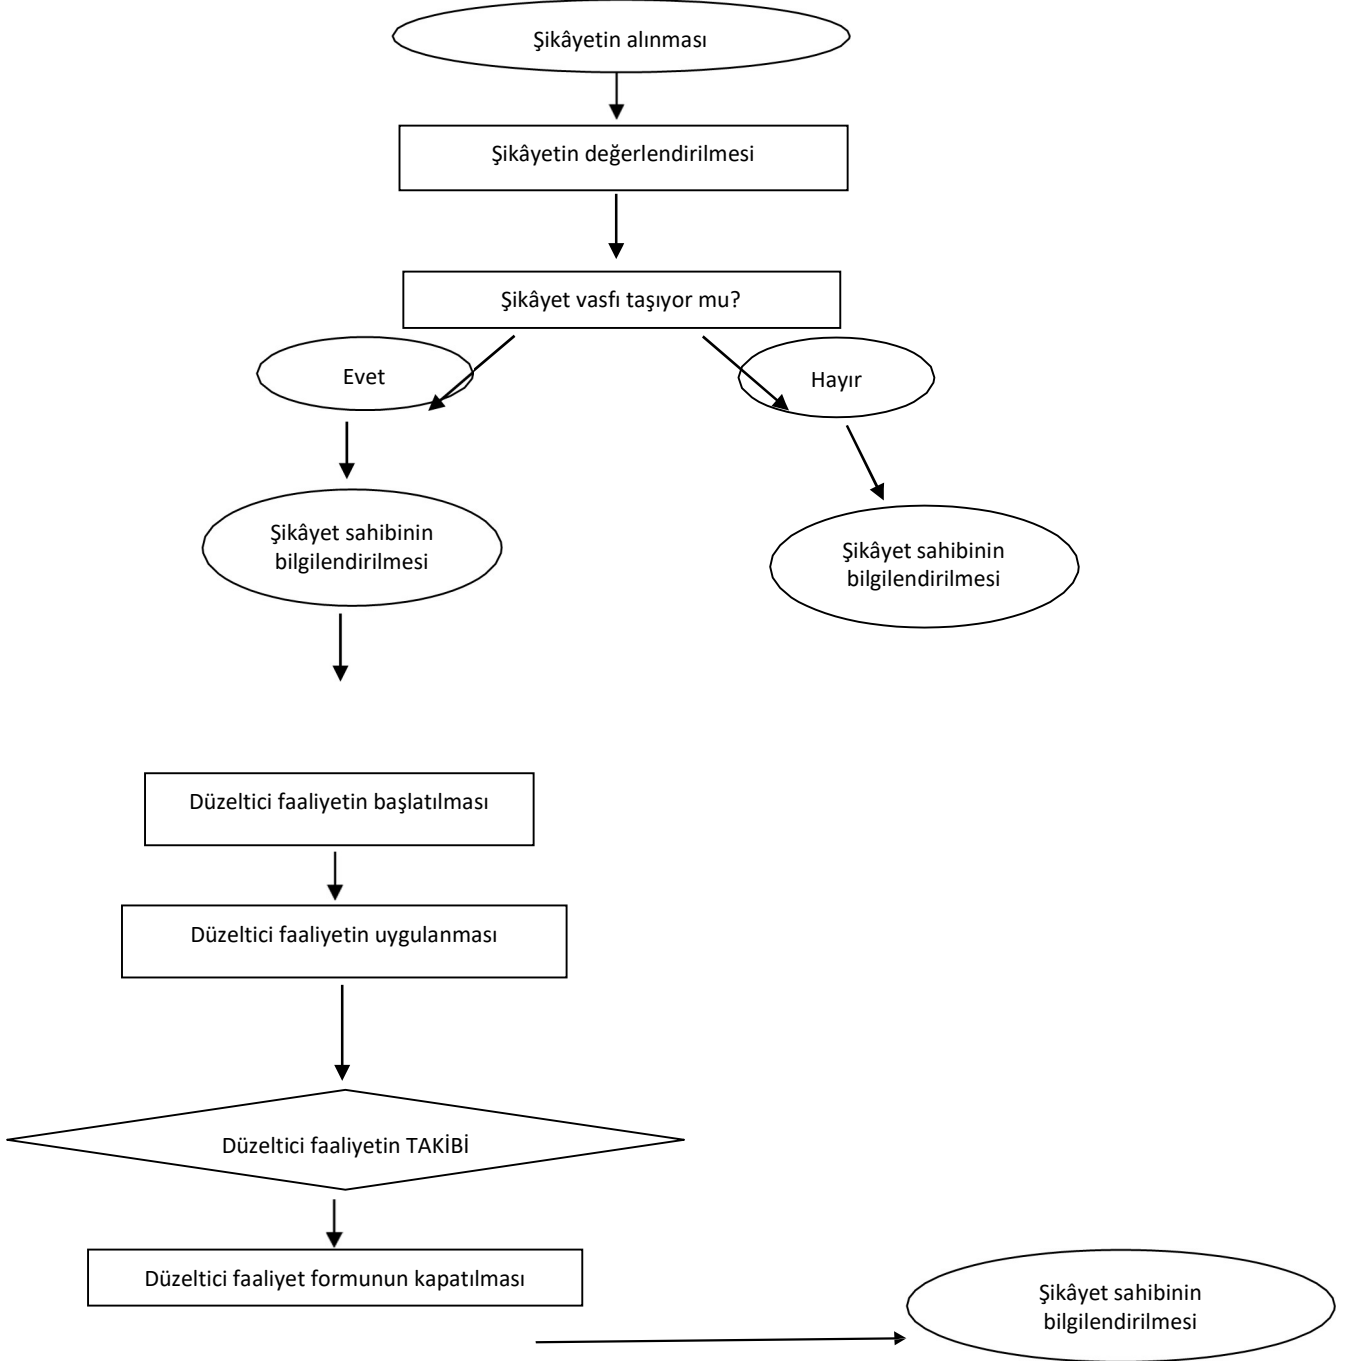 Şikâyetin alınması
Şikâyetin değerlendirilmesi
Şikâyet vasfı taşıyor mu?
Evet
Hayır
Şikâyet sahibinin
bilgilendirilmesi
Şikâyet sahibinin
bilgilendirilmesi
Düzeltici faaliyetin başlatılması
Düzeltici faaliyetin uygulanması
Düzeltici faaliyetin TAKİBİ
Düzeltici faaliyet formunun kapatılması
Şikâyet sahibinin
bilgilendirilmesi